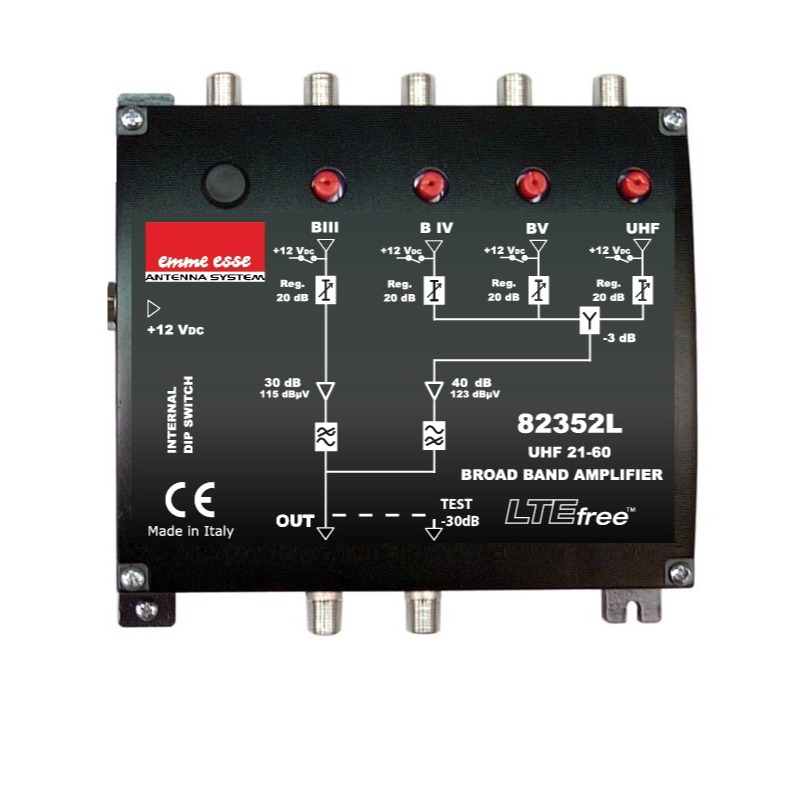 BIII
B IV
BV
UHF
+12 VDC
+12 VDC
+12 VDC
+12 VDC
emme esse
ANTENNA SYSTEM
Reg.
20 dB
Reg.
20 dB
Reg.
20 dB
Reg.
20 dB
+12 VDC
Y
-3 dB
30 dB
115 dBµV
40 dB
123 dBµV
INTERNAL
DIP SWITCH
82352L
UHF 21-60
BROAD BAND AMPLIFIER
CE
Made in Italy
OUT
TEST
-30dB
LTEfree™